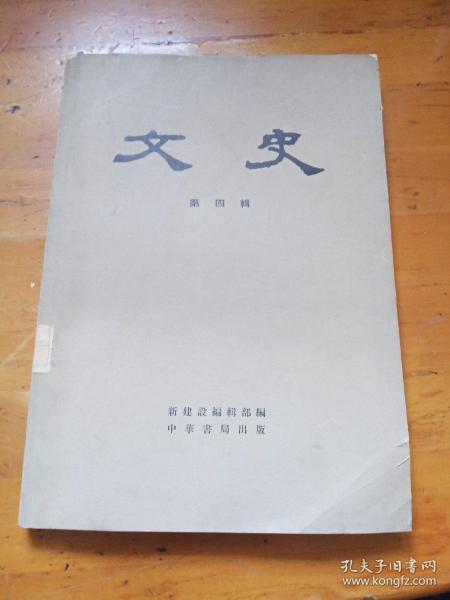 文史
第四輯
新建設編輯部編
中華書局出版
孔夫子旧书网
www.kongfz.com